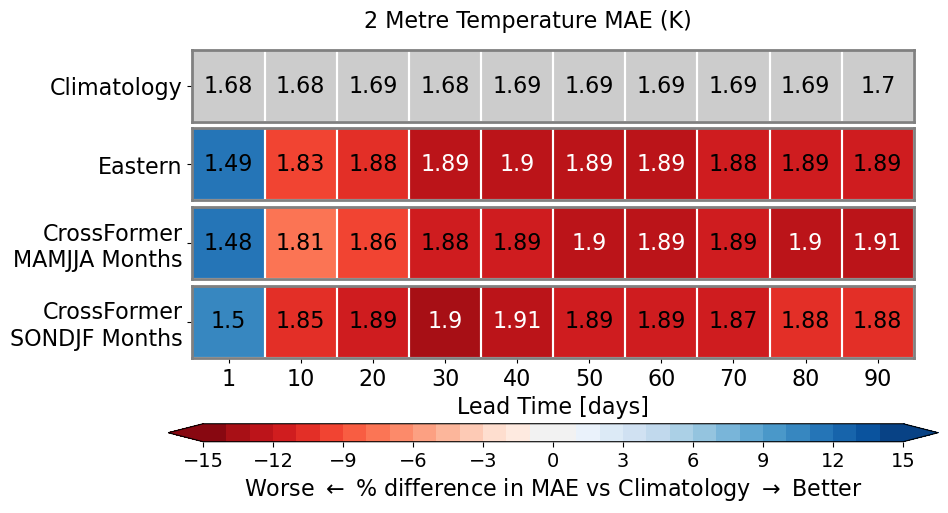 2 Metre Temperature MAE (K)
Climatology 1.68 1.68 1.69 1.68 1.69 1.69 1.69 1.69 1.69 1.7
Eastern 1.49 1.83 1.88 1.89 1.9 1.89 1.89 1.88 1.89 1.89
CrossFormer
MAMJJA Months 1.48 1.81 1.86 1.88 1.89 1.9 1.89 1.89 1.9 1.91
CrossFormer
SONDJF Months 1.5 1.85 1.89 1.9 1.91 1.89 1.89 1.87 1.88 1.88
1 10 20 30 40 50 60 70 80 90
Lead Time [days]
−15 −12 −9 −6 −3 0 3 6 9 12 15
Worse ← % difference in MAE vs Climatology → Better